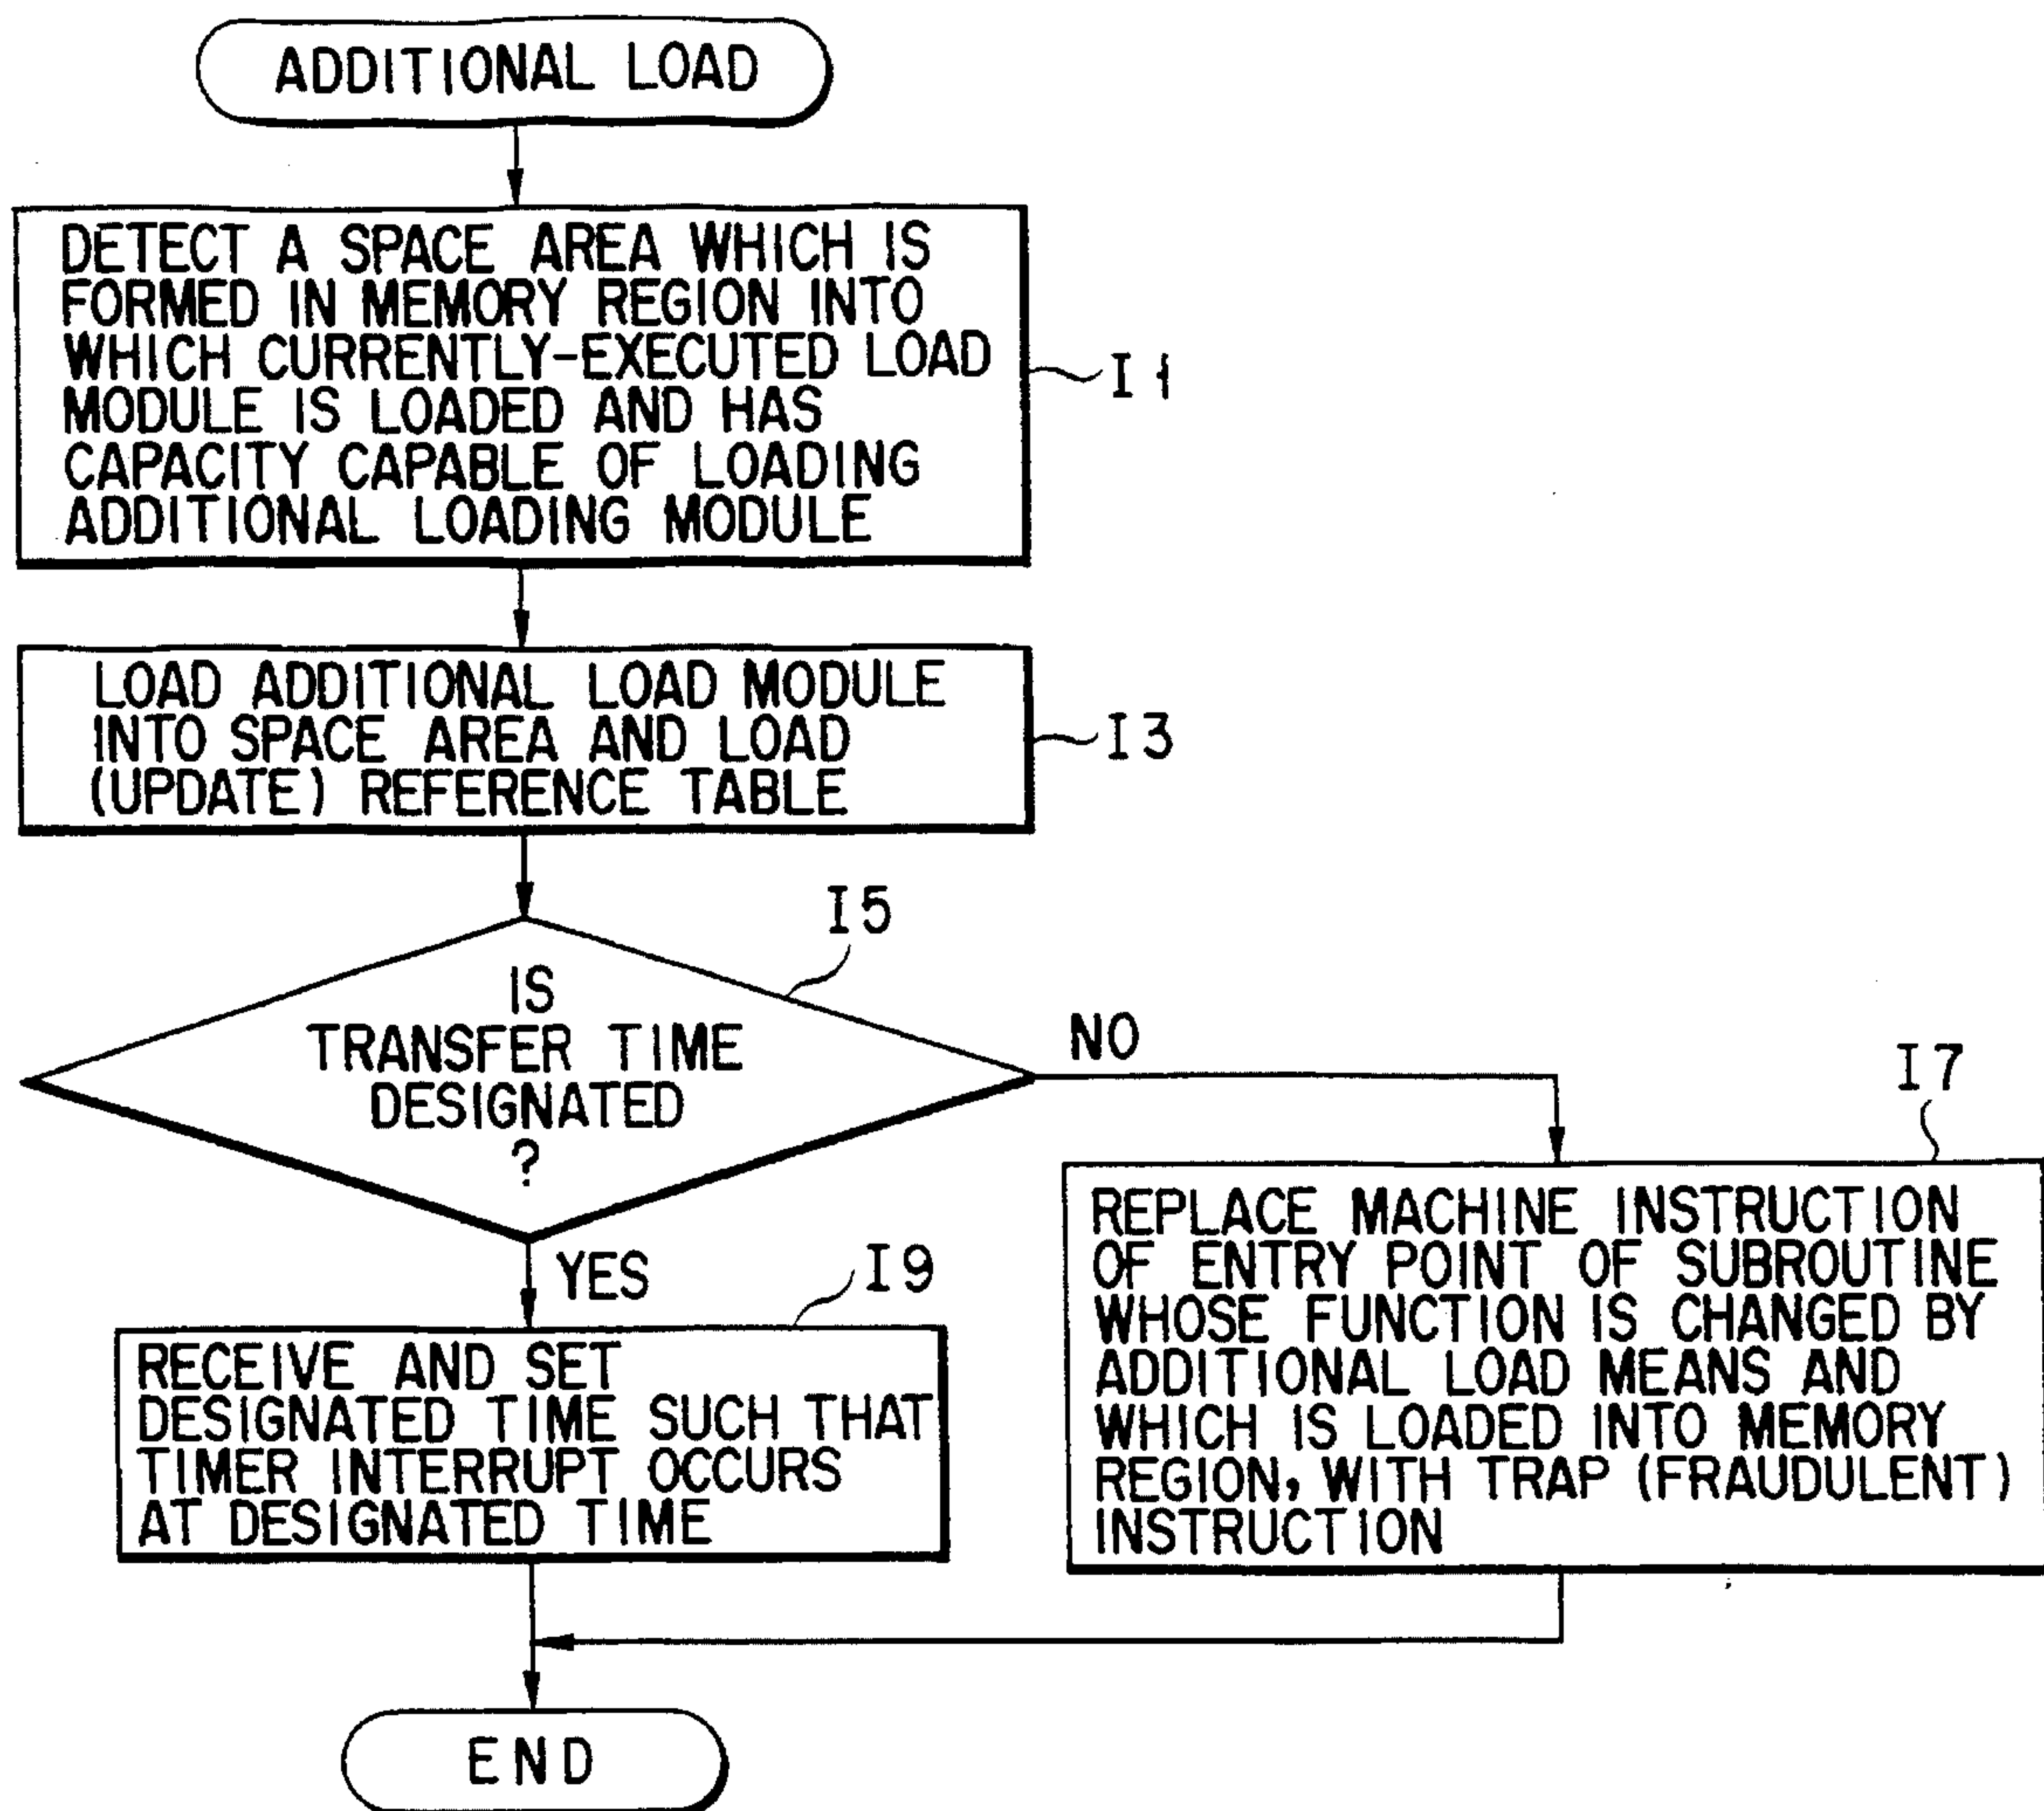 ADDITIONAL LOAD
DETECT A SPACE AREA WHICH IS
FORMED IN MEMORY REGION INTO
WHICH CURRENTLY-EXECUTED LOAD
MODULE IS LOADED AND HAS
CAPACITY CAPABLE OF LOADING
ADDITIONAL LOADING MODULE
I1
LOAD ADDITIONAL LOAD MODULE
INTO SPACE AREA AND LOAD
(UPDATE) REFERENCE TABLE
I3
I5
IS
TRANSFER TIME
DESIGNATED
?
NO
YES
I7
REPLACE MACHINE INSTRUCTION
OF ENTRY POINT OF SUBROUTINE
WHOSE FUNCTION IS CHANGED BY
ADDITIONAL LOAD MEANS AND
WHICH IS LOADED INTO MEMORY
REGION, WITH TRAP (FRAUDULENT)
INSTRUCTION
I9
RECEIVE AND SET
DESIGNATED TIME SUCH THAT
TIMER INTERRUPT OCCURS
AT DESIGNATED TIME
END